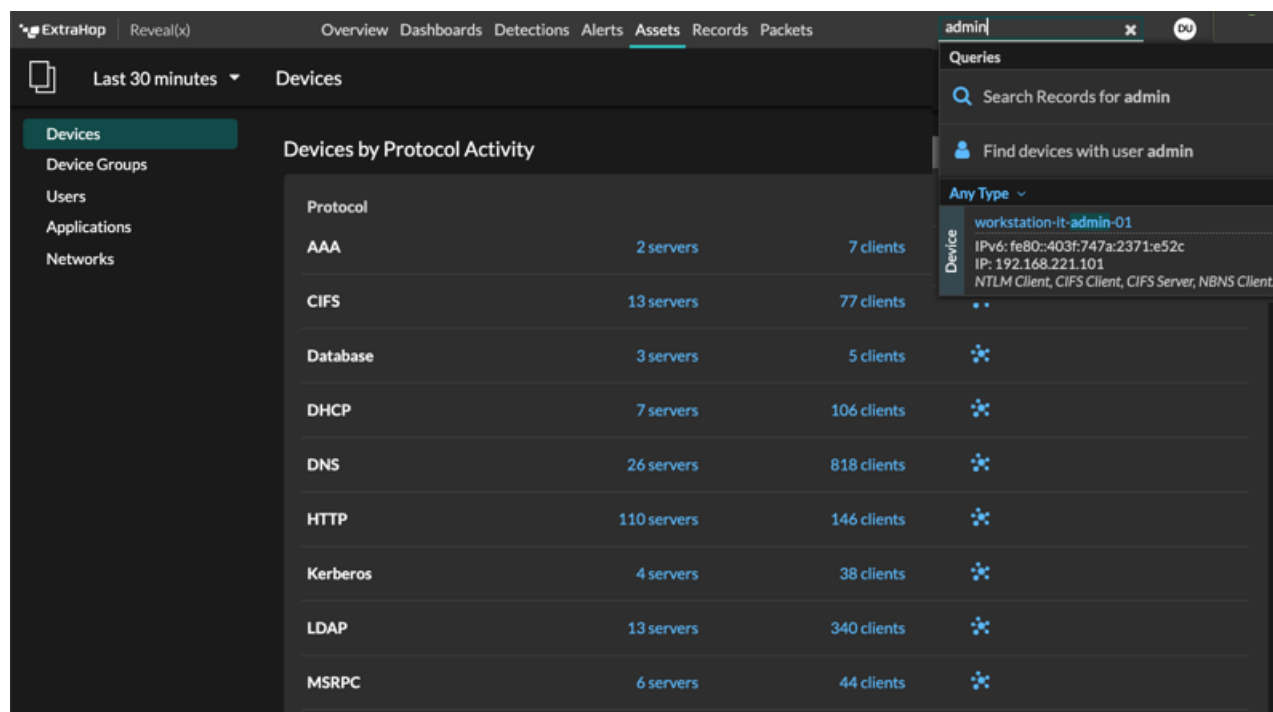 ExtraHop Reveal(x) Overview Dashboards Detections Alerts Assets Records Packets admin DU
Last 30 minutes Devices
Queries
Search Records for admin
Find devices with user admin
Any Type
Device
workstation-it-admin-01
IPv6: fe80::403f:747a:2371:e52c
IP: 192.168.221.101
NTLM Client, CIFS Client, CIFS Server, NBNS Client
Devices
Device Groups
Users
Applications
Networks
Devices by Protocol Activity
Protocol
AAA 2 servers 7 clients
CIFS 13 servers 77 clients
Database 3 servers 5 clients
DHCP 7 servers 106 clients
DNS 26 servers 818 clients
HTTP 110 servers 146 clients
Kerberos 4 servers 38 clients
LDAP 13 servers 340 clients
MSRPC 6 servers 44 clients